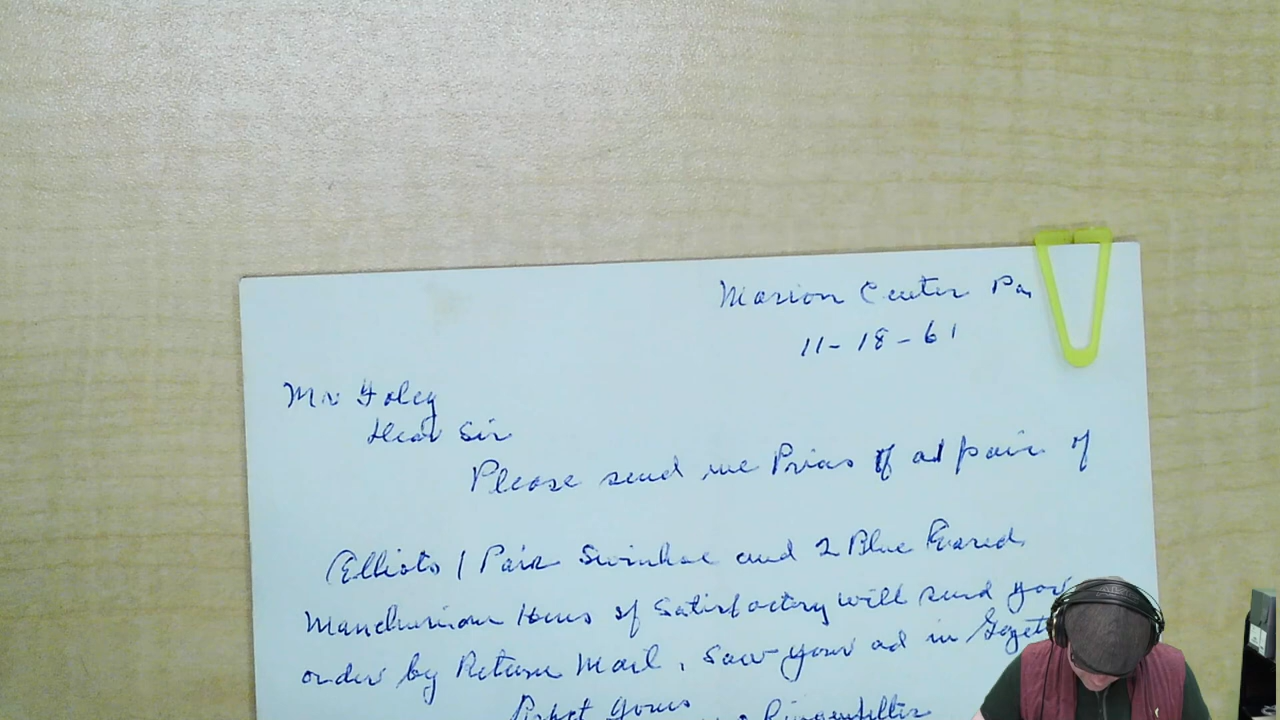 Marion Center Pa,
11-18-61
Mr Foley
Dear Sir
Please send me Prices of a pair of
Elliots 1 Pair Swinhoe and 2 Blue Eared
Manchurian Hens if Satisfactory will send you
order by Return Mail, Saw your ad in Gazette
Yours